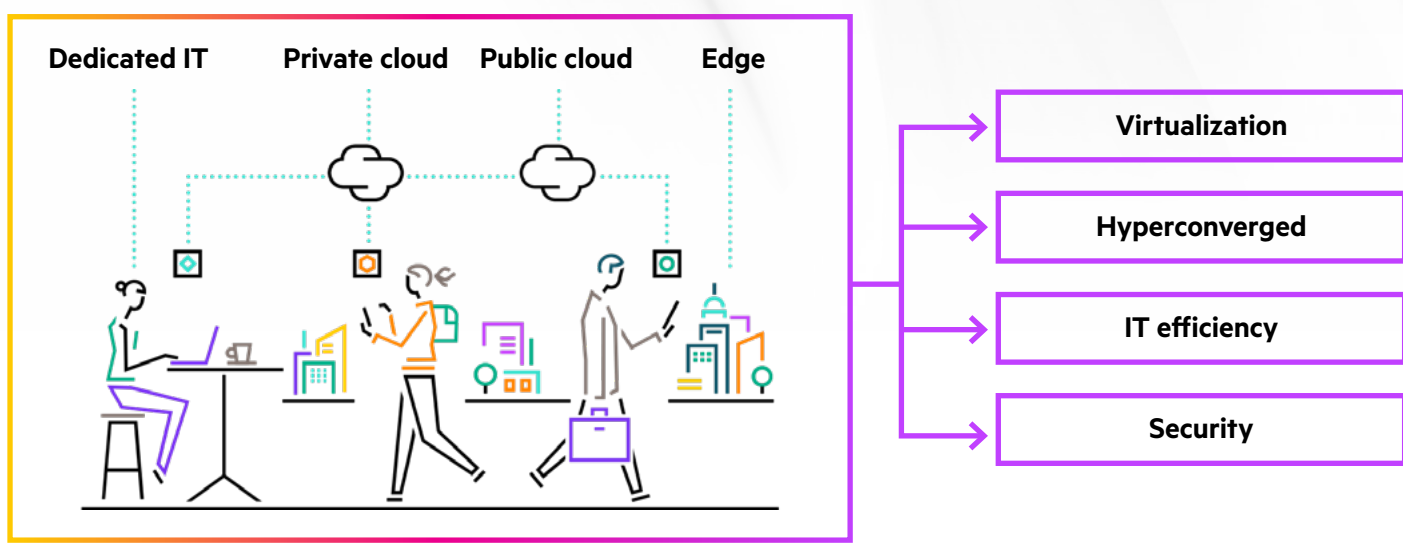 Dedicated IT Private cloud Public cloud Edge
Virtualization
Hyperconverged
IT efficiency
Security